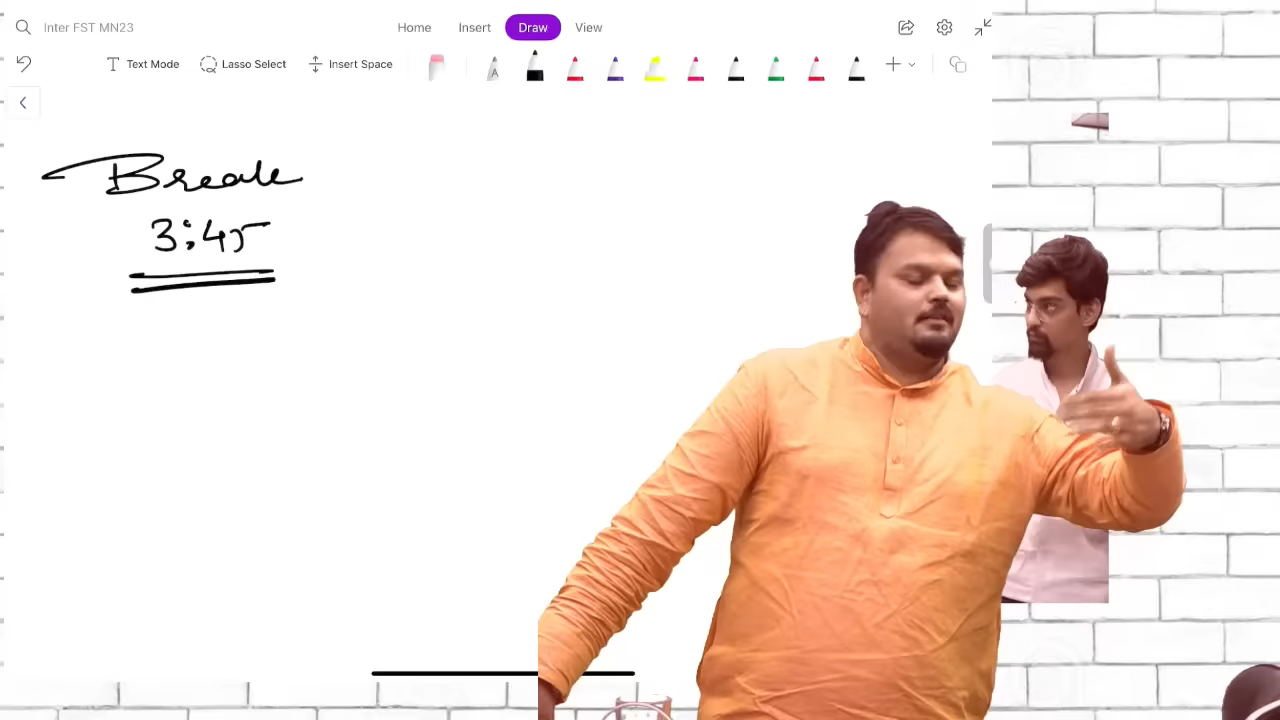 Inter FST MN23
Home Insert Draw View
Text Mode Lasso Select Insert Space
A
Break
3:45